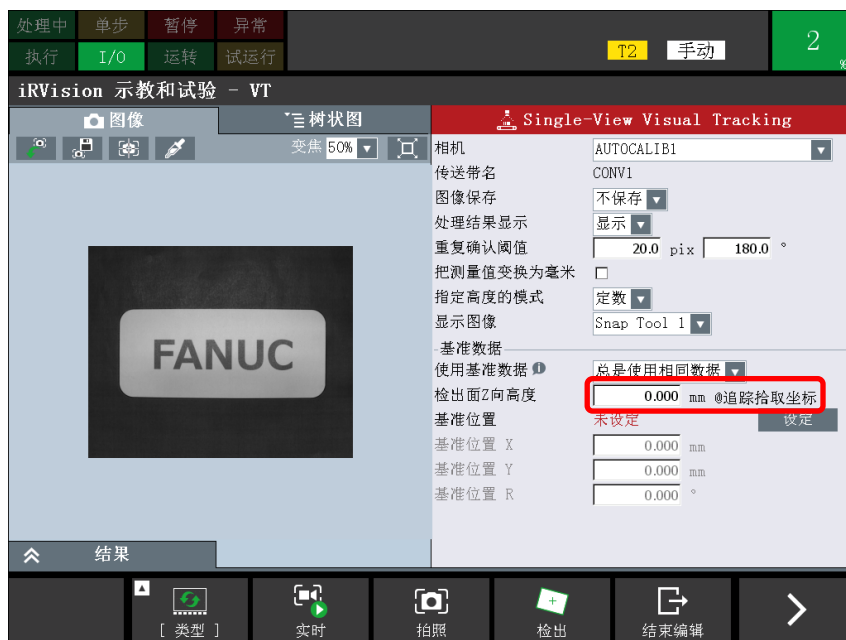 处理中 单步 暂停 异常
执行 I/O 运转 试运行 T2 手动 2 %
iRVision 示教和试验 - VT
图像 树状图 Single-View Visual Tracking
变焦 50%
相机 AUTOCALIB1
传送带名 CONV1
图像保存 不保存
处理结果显示 显示
重复确认阈值 20.0 pix 180.0 °
把测量值变换为毫米
指定高度的模式 定数
显示图像 Snap Tool 1
基准数据
使用基准数据 总是使用相同数据
检出面Z向高度 0.000 mm @追踪拾取坐标
基准位置 未设定 设定
基准位置 X 0.000 mm
基准位置 Y 0.000 mm
基准位置 R 0.000 °
FANUC
结果
[ 类型 ] 实时 拍照 检出 结束编辑